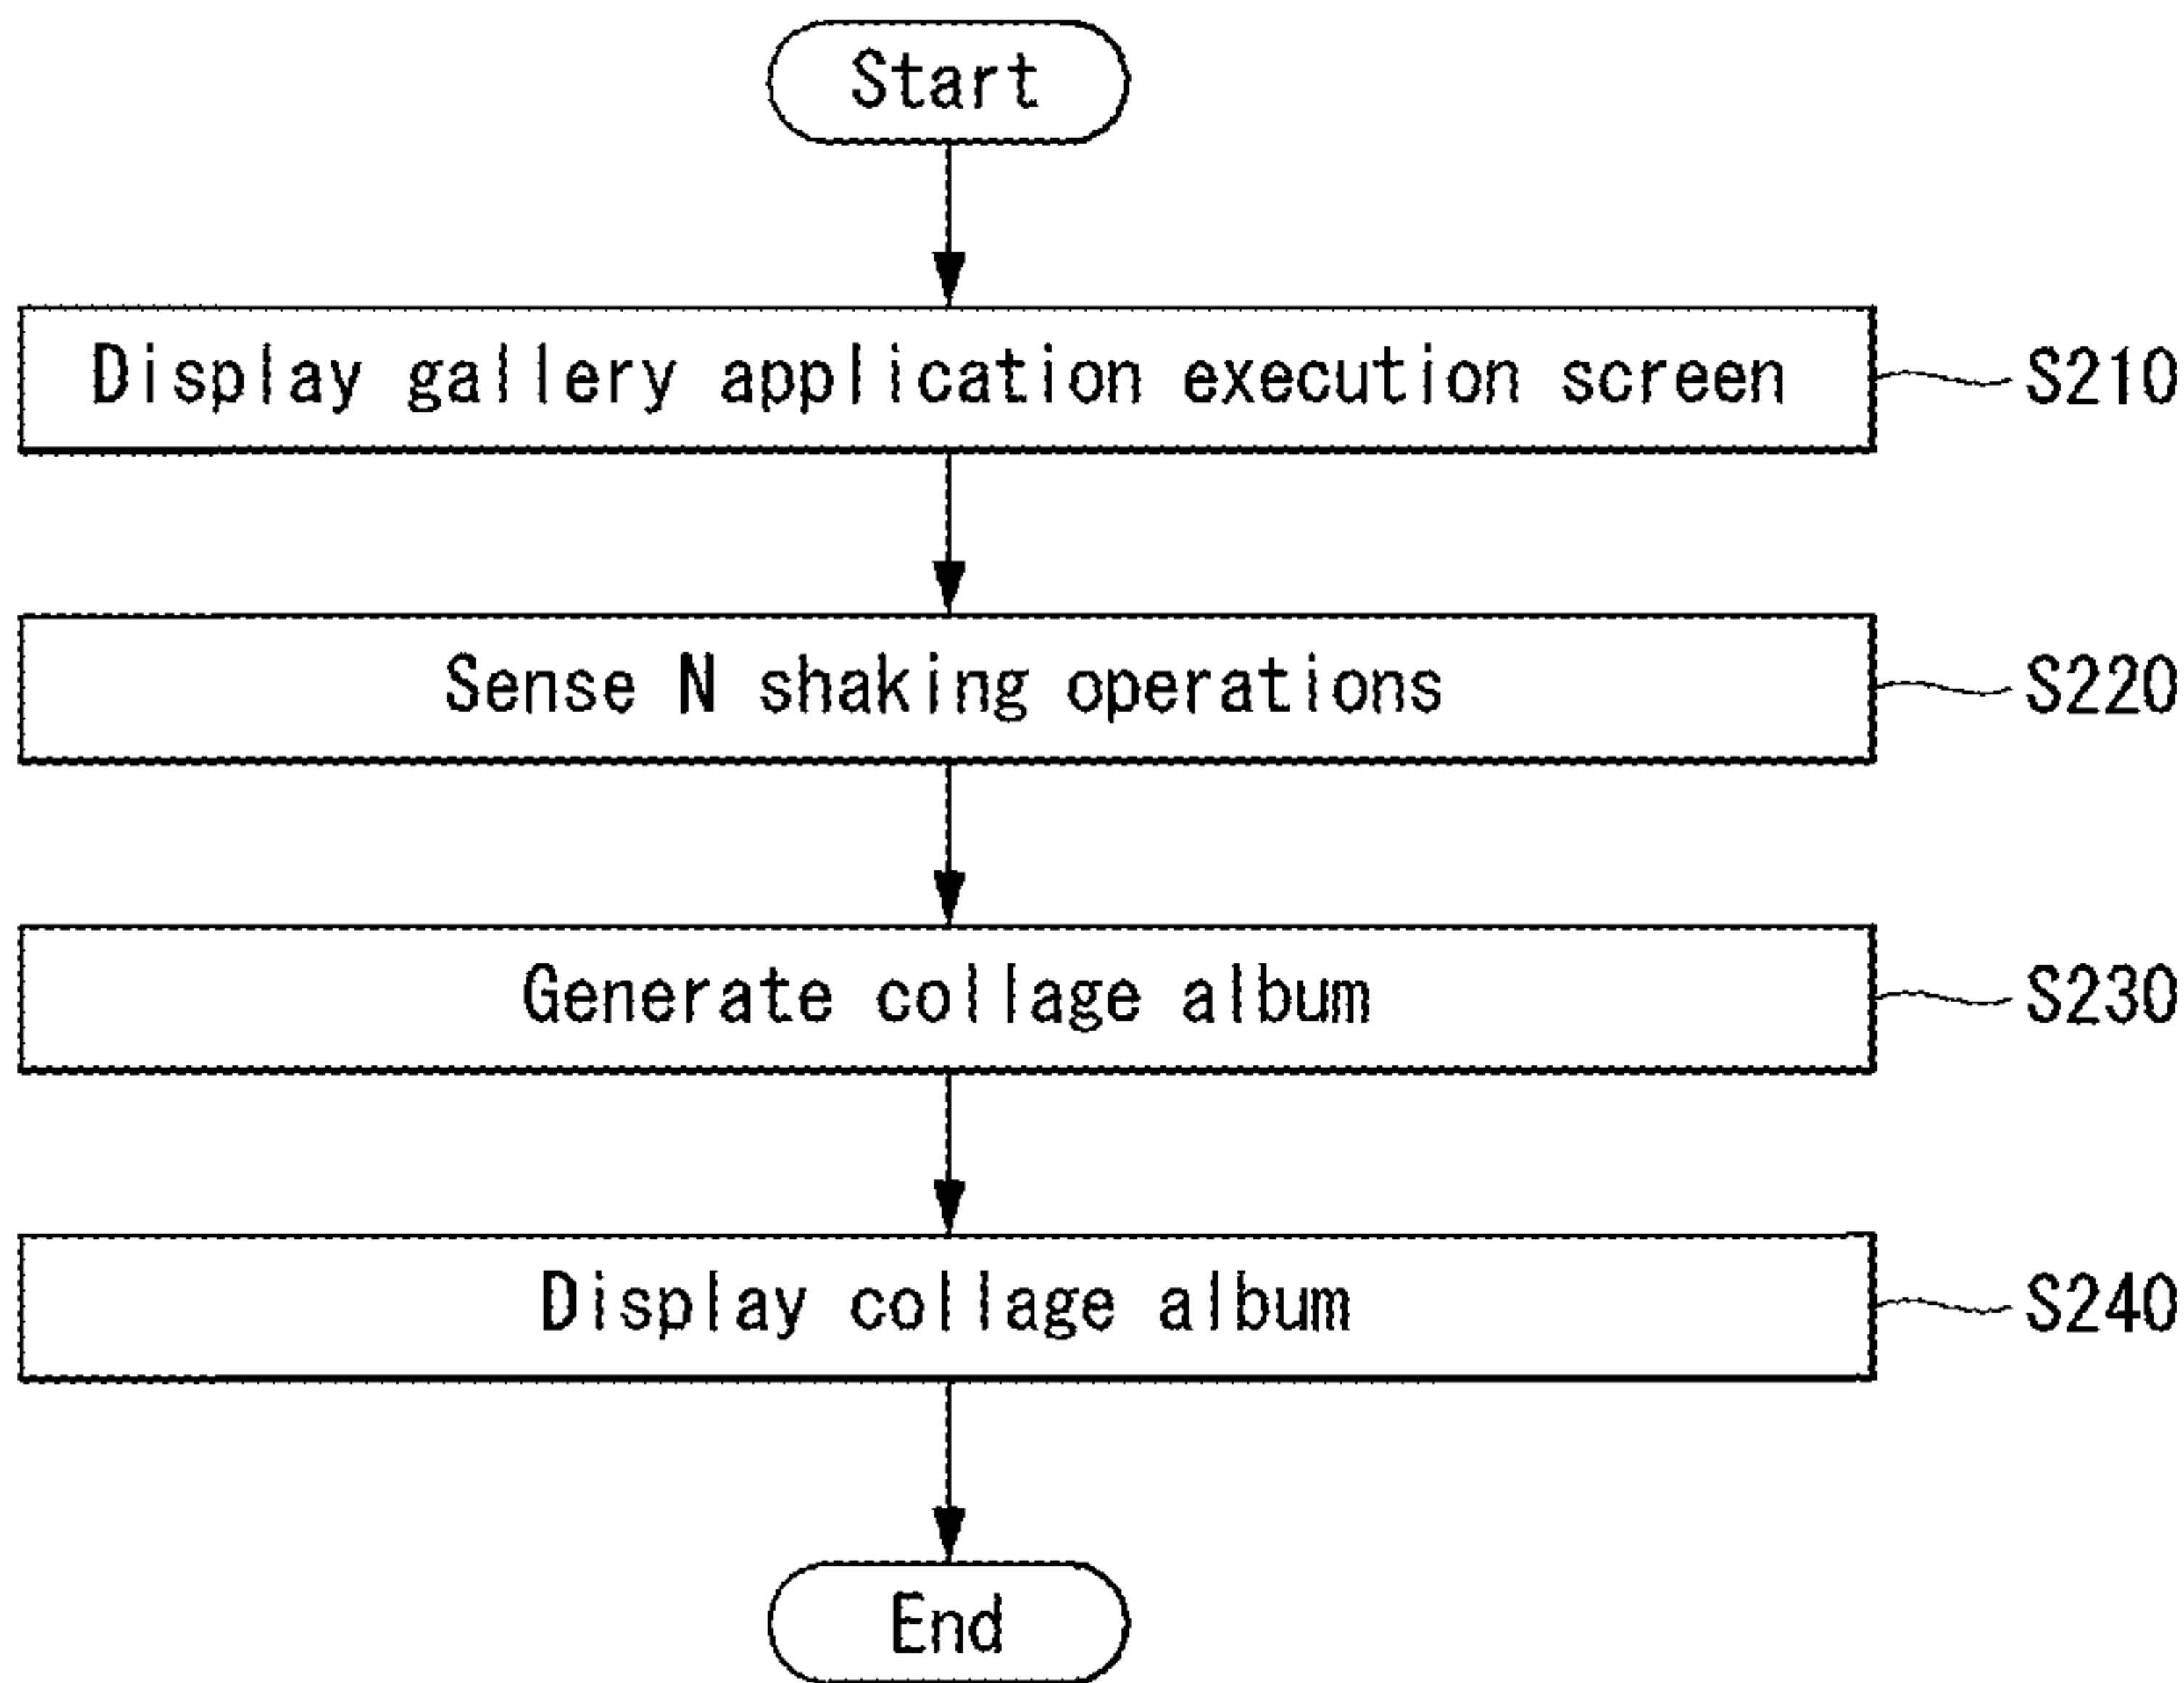 Start
Display gallery application execution screen S210
Sense N shaking operations S220
Generate collage album S230
Display collage album S240
End